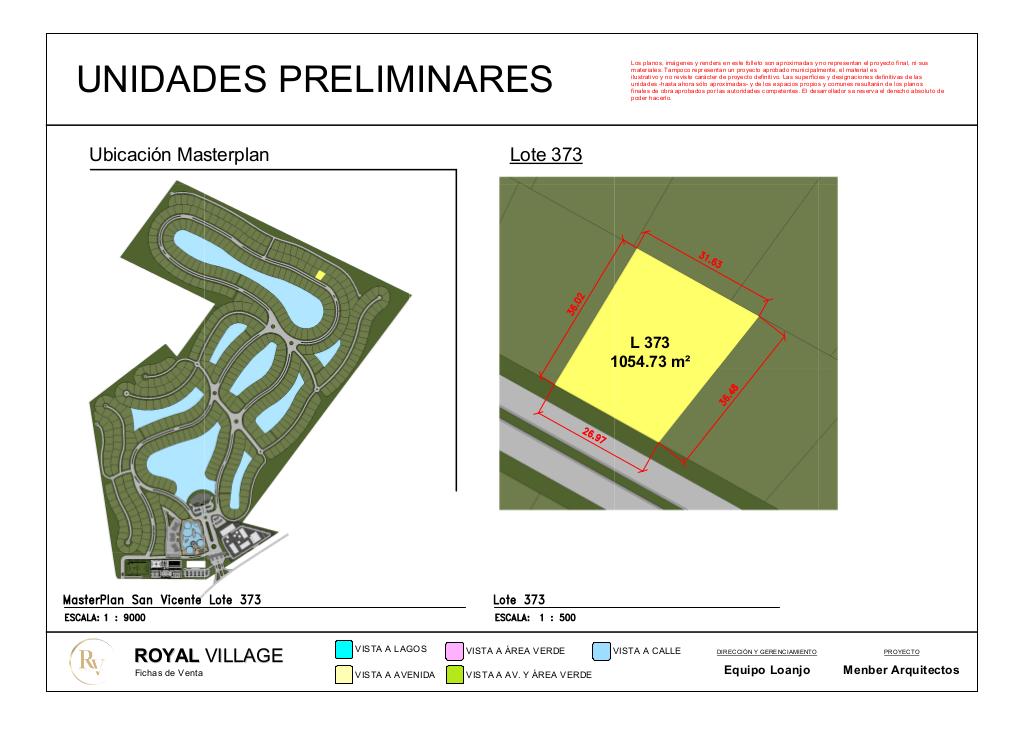 UNIDADES PRELIMINARES
Los planos, imágenes y renders en este folleto son aproximadas y no representan el proyecto final, ni sus
materiales. Tampoco representan un proyecto aprobado municipalmente, el material es
ilustrativo y no reviste carácter de proyecto definitivo. Las superficies y designaciones definitivas de las
unidades -hasta ahora sólo aproximadas- y de los espacios propios y comunes resultarán de los planos
finales de obra aprobados por las autoridades competentes. El desarrollador se reserva el derecho absoluto de
poder hacerlo.
Ubicación Masterplan
Lote 373
31.63
36.02
L 373
1054.73 m²
36.48
26.97
MasterPlan San Vicente Lote 373
ESCALA: 1 : 9000
Lote 373
ESCALA: 1 : 500
RV
ROYAL VILLAGE
Fichas de Venta
VISTA A LAGOS
VISTA A ÁREA VERDE
VISTA A CALLE
VISTA A AVENIDA
VISTA A AV. Y ÁREA VERDE
DIRECCIÓN Y GERENCIAMIENTO
Equipo Loanjo
PROYECTO
Menber Arquitectos